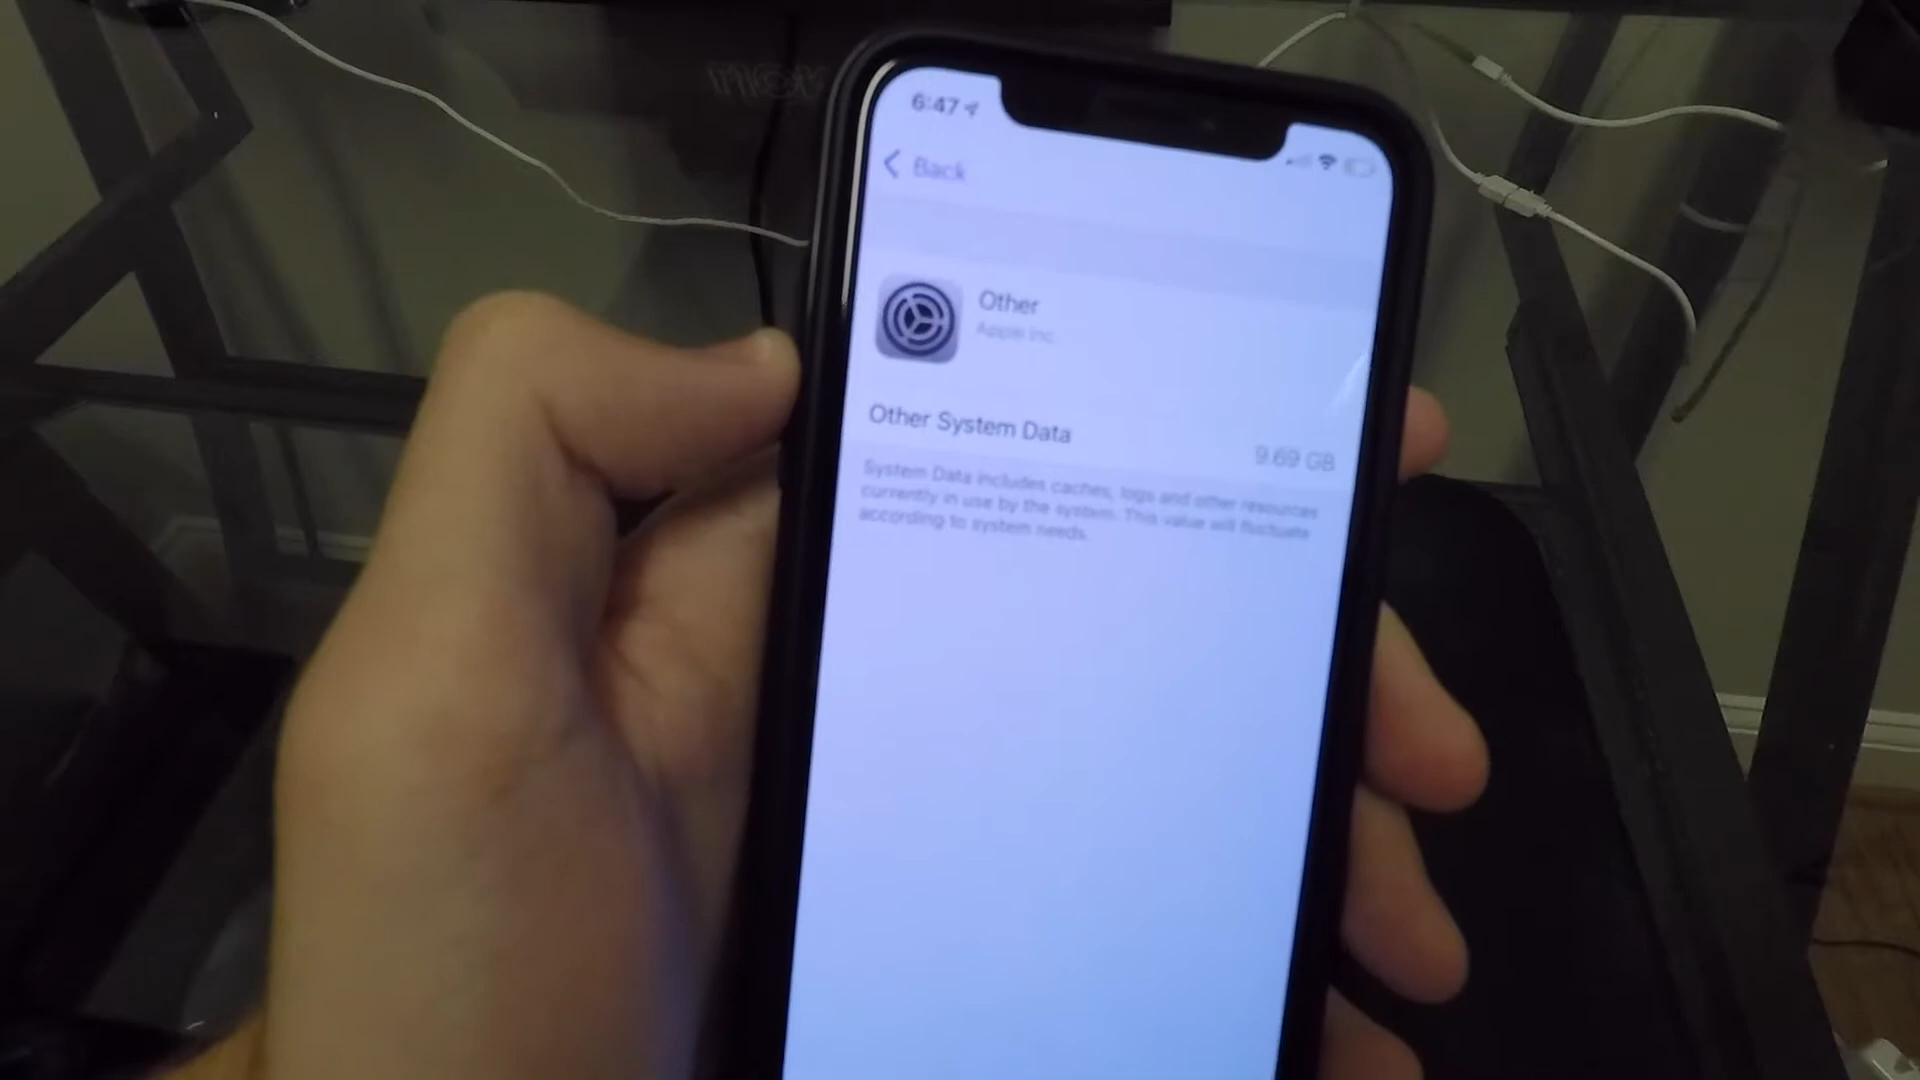 6:47
Back
Other
Apple Inc.
Other System Data
9.69 GB
System Data includes caches, logs and other resources
currently in use by the system. This value will fluctuate
according to system needs.